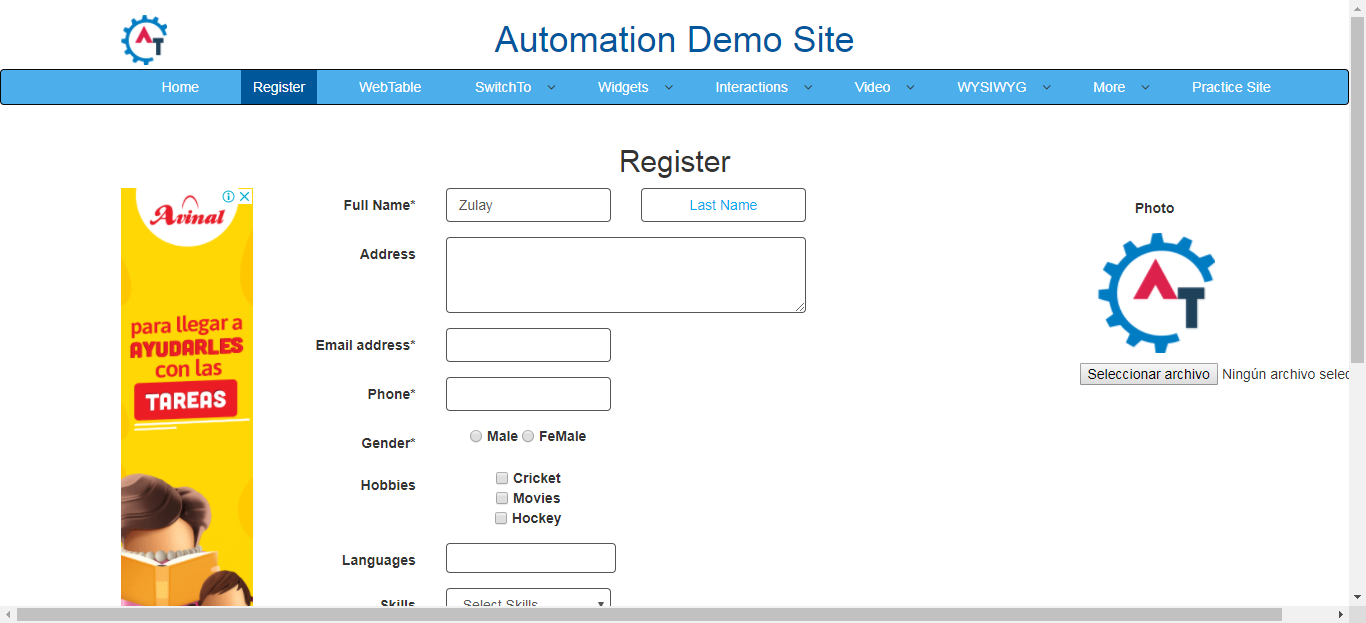 AT
Automation Demo Site
Home Register WebTable SwitchTo Widgets Interactions Video WYSIWYG More Practice Site
Register
Avinal
para llegar a
AYUDARLES
con las
TAREAS
Full Name* Zulay Last Name
Address
Email address*
Phone*
Gender* Male FeMale
Hobbies Cricket
Movies
Hockey
Languages
Skills Select Skills
Photo
AT
Seleccionar archivo Ningún archivo selec